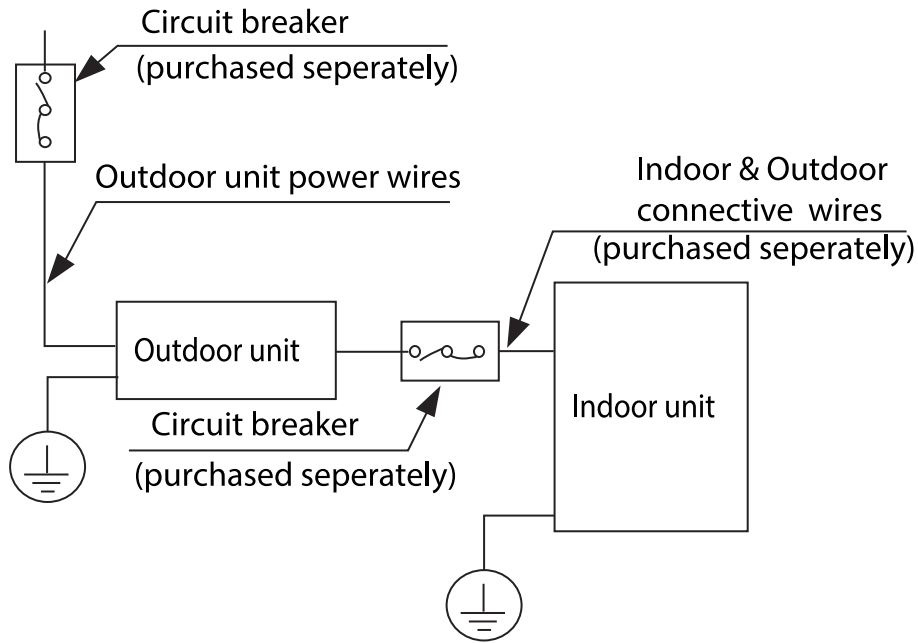 Circuit breaker
(purchased seperately)
Outdoor unit power wires
Indoor & Outdoor
connective wires
(purchased seperately)
Outdoor unit
Indoor unit
Circuit breaker
(purchased seperately)